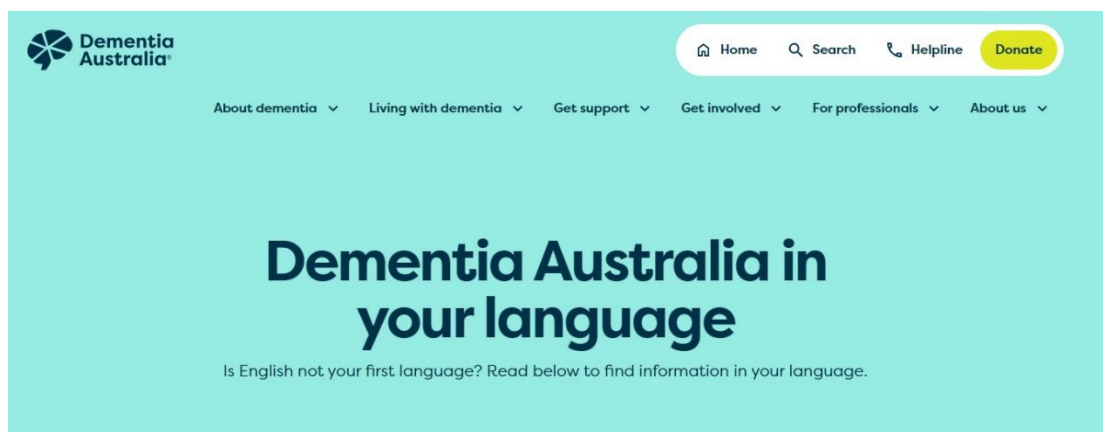 Dementia
Australia®
Home Search Helpline Donate
About dementia Living with dementia Get support Get involved For professionals About us
Dementia Australia in
your language
Is English not your first language? Read below to find information in your language.